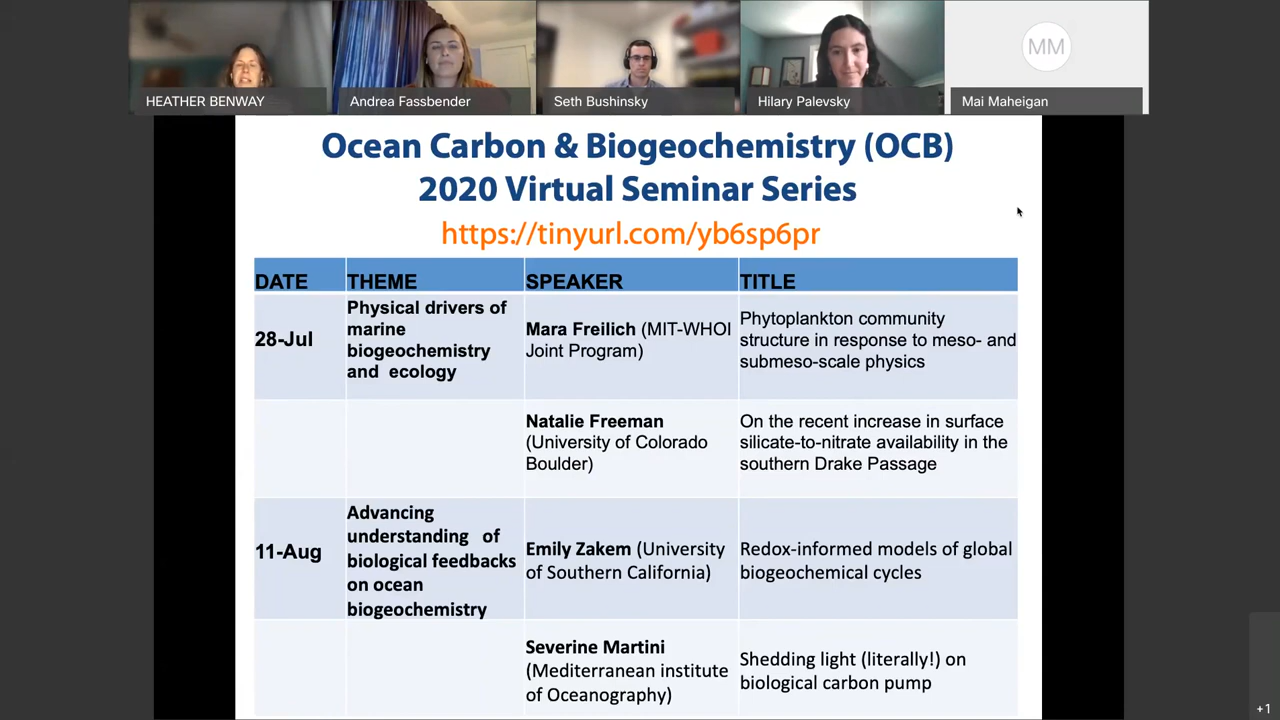 HEATHER BENWAY
Andrea Fassbender
Seth Bushinsky
Hilary Palevsky
MM
Mai Maheigan
Ocean Carbon & Biogeochemistry (OCB)
2020 Virtual Seminar Series
https://tinyurl.com/yb6sp6pr
DATE
THEME
SPEAKER
TITLE
28-Jul
Physical drivers of
marine
biogeochemistry
and ecology
Mara Freilich (MIT-WHOI
Joint Program)
Phytoplankton community
structure in response to meso- and
submeso-scale physics
Natalie Freeman
(University of Colorado
Boulder)
On the recent increase in surface
silicate-to-nitrate availability in the
southern Drake Passage
11-Aug
Advancing
understanding of
biological feedbacks
on ocean
biogeochemistry
Emily Zakem (University
of Southern California)
Redox-informed models of global
biogeochemical cycles
Severine Martini
(Mediterranean institute
of Oceanography)
Shedding light (literally!) on
biological carbon pump
+1